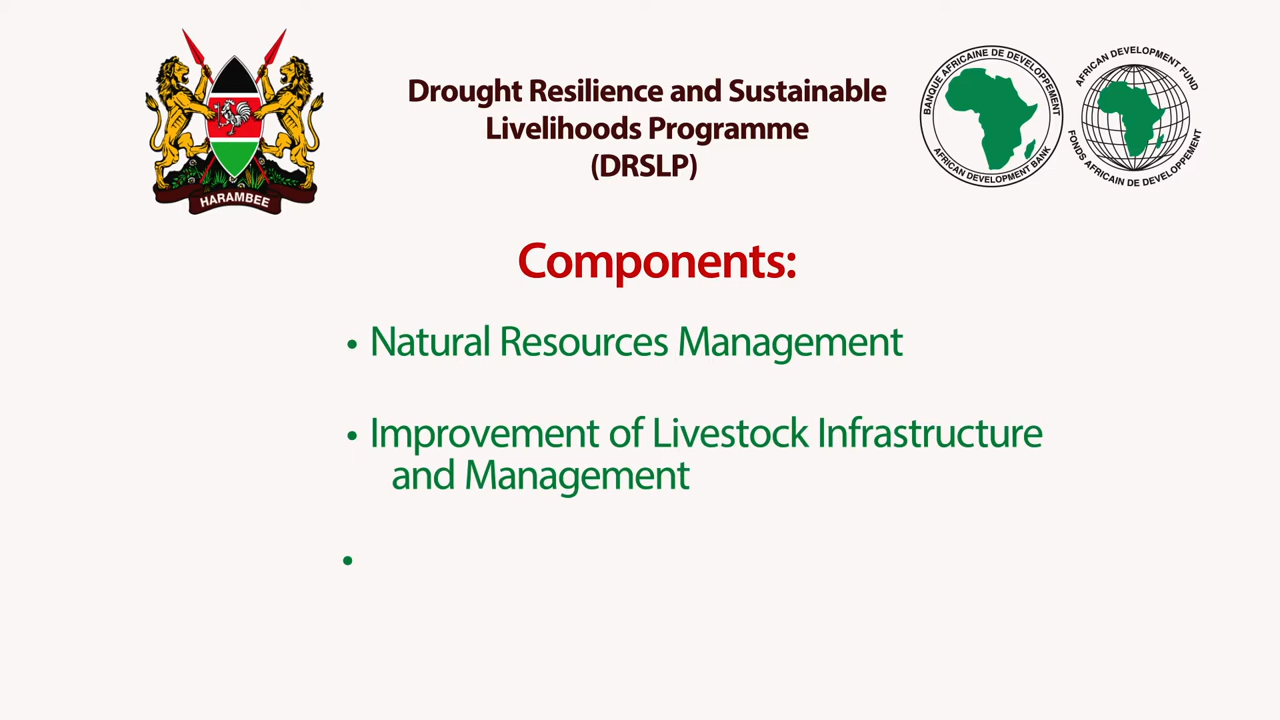 HARAMBEE
Drought Resilience and Sustainable
Livelihoods Programme
(DRSLP)
BANQUE AFRICAINE DE DEVELOPPEMENT
AFRICAN DEVELOPMENT BANK
AFRICAN DEVELOPMENT FUND
FONDS AFRICAIN DE DEVELOPPEMENT
Components:
• Natural Resources Management
• Improvement of Livestock Infrastructure
and Management
•